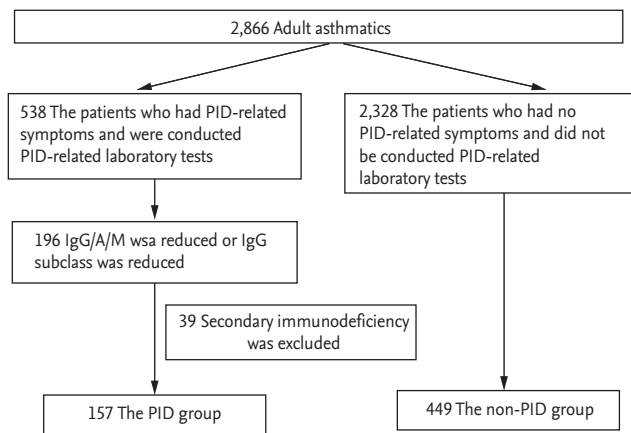 2,866 Adult asthmatics
538 The patients who had PID-related
symptoms and were conducted
PID-related laboratory tests
2,328 The patients who had no
PID-related symptoms and did not
be conducted PID-related
laboratory tests
196 IgG/A/M wsa reduced or IgG
subclass was reduced
39 Secondary immunodeficiency
was excluded
157 The PID group
449 The non-PID group